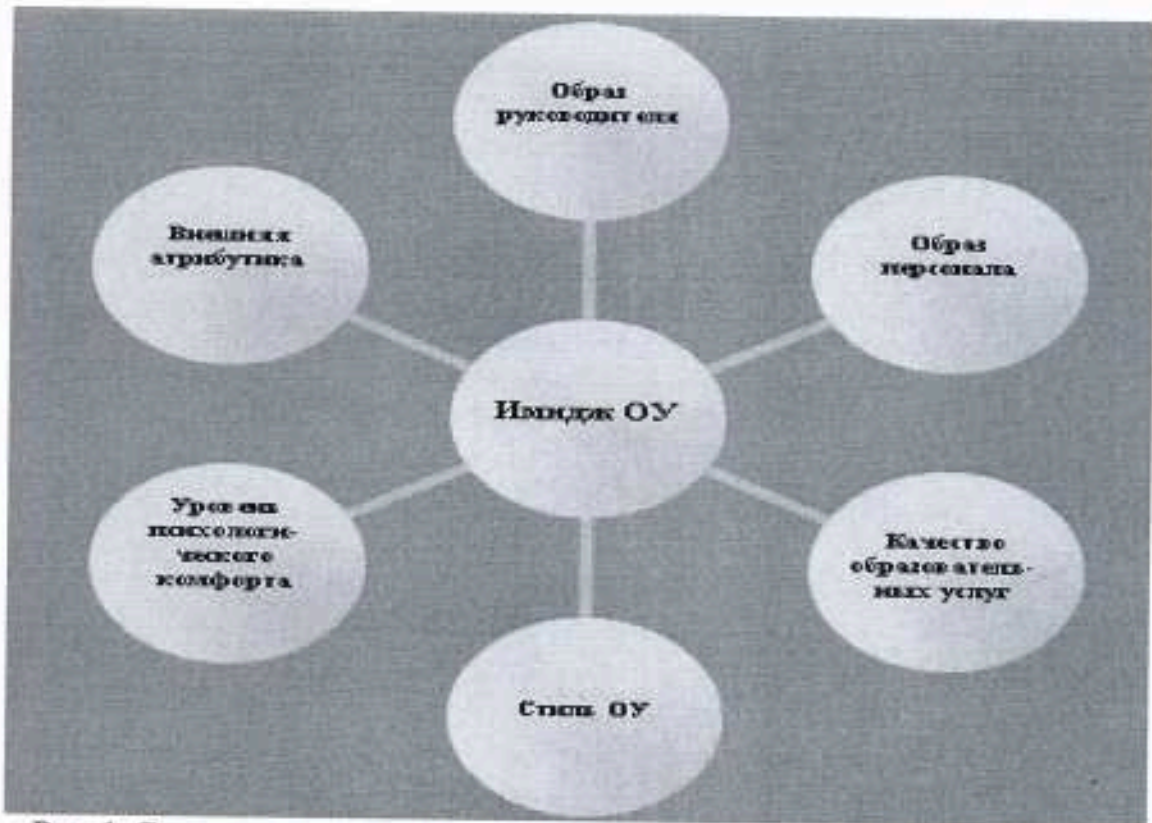 Образ
руководителя
Внешняя
атрибутика
Образ
персонала
Имидж ОУ
Уровень
психологи-
ческого
комфорта
Качество
образователь-
ных услуг
Стиль ОУ